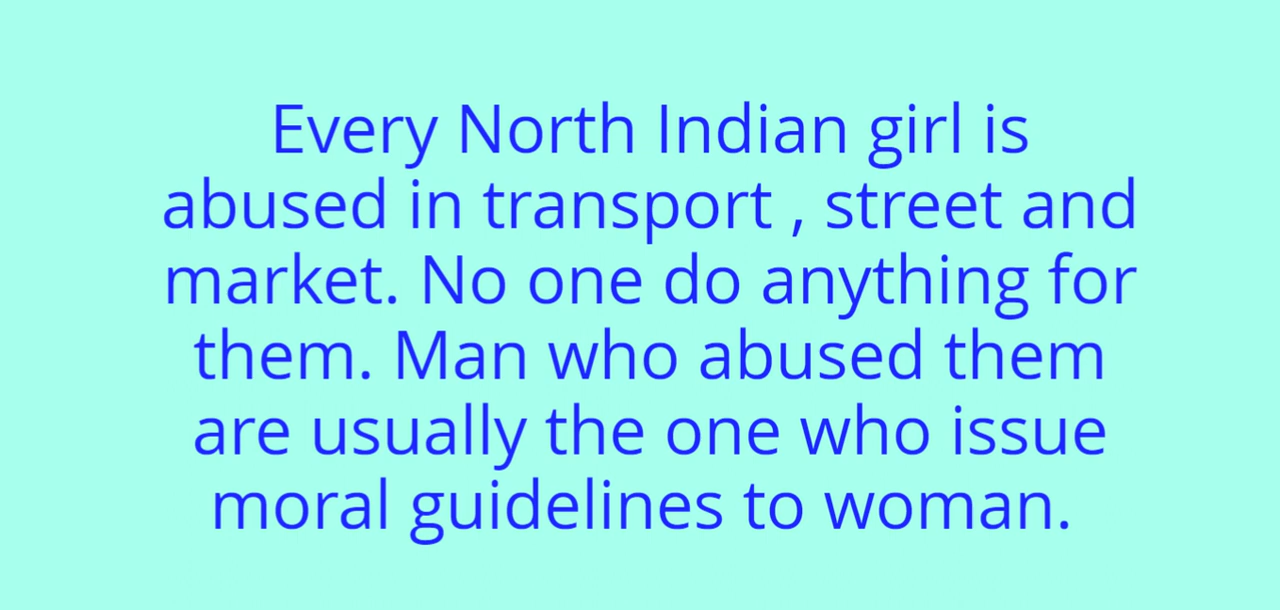 Every North Indian girl is
abused in transport , street and
market. No one do anything for
them. Man who abused them
are usually the one who issue
moral guidelines to woman.